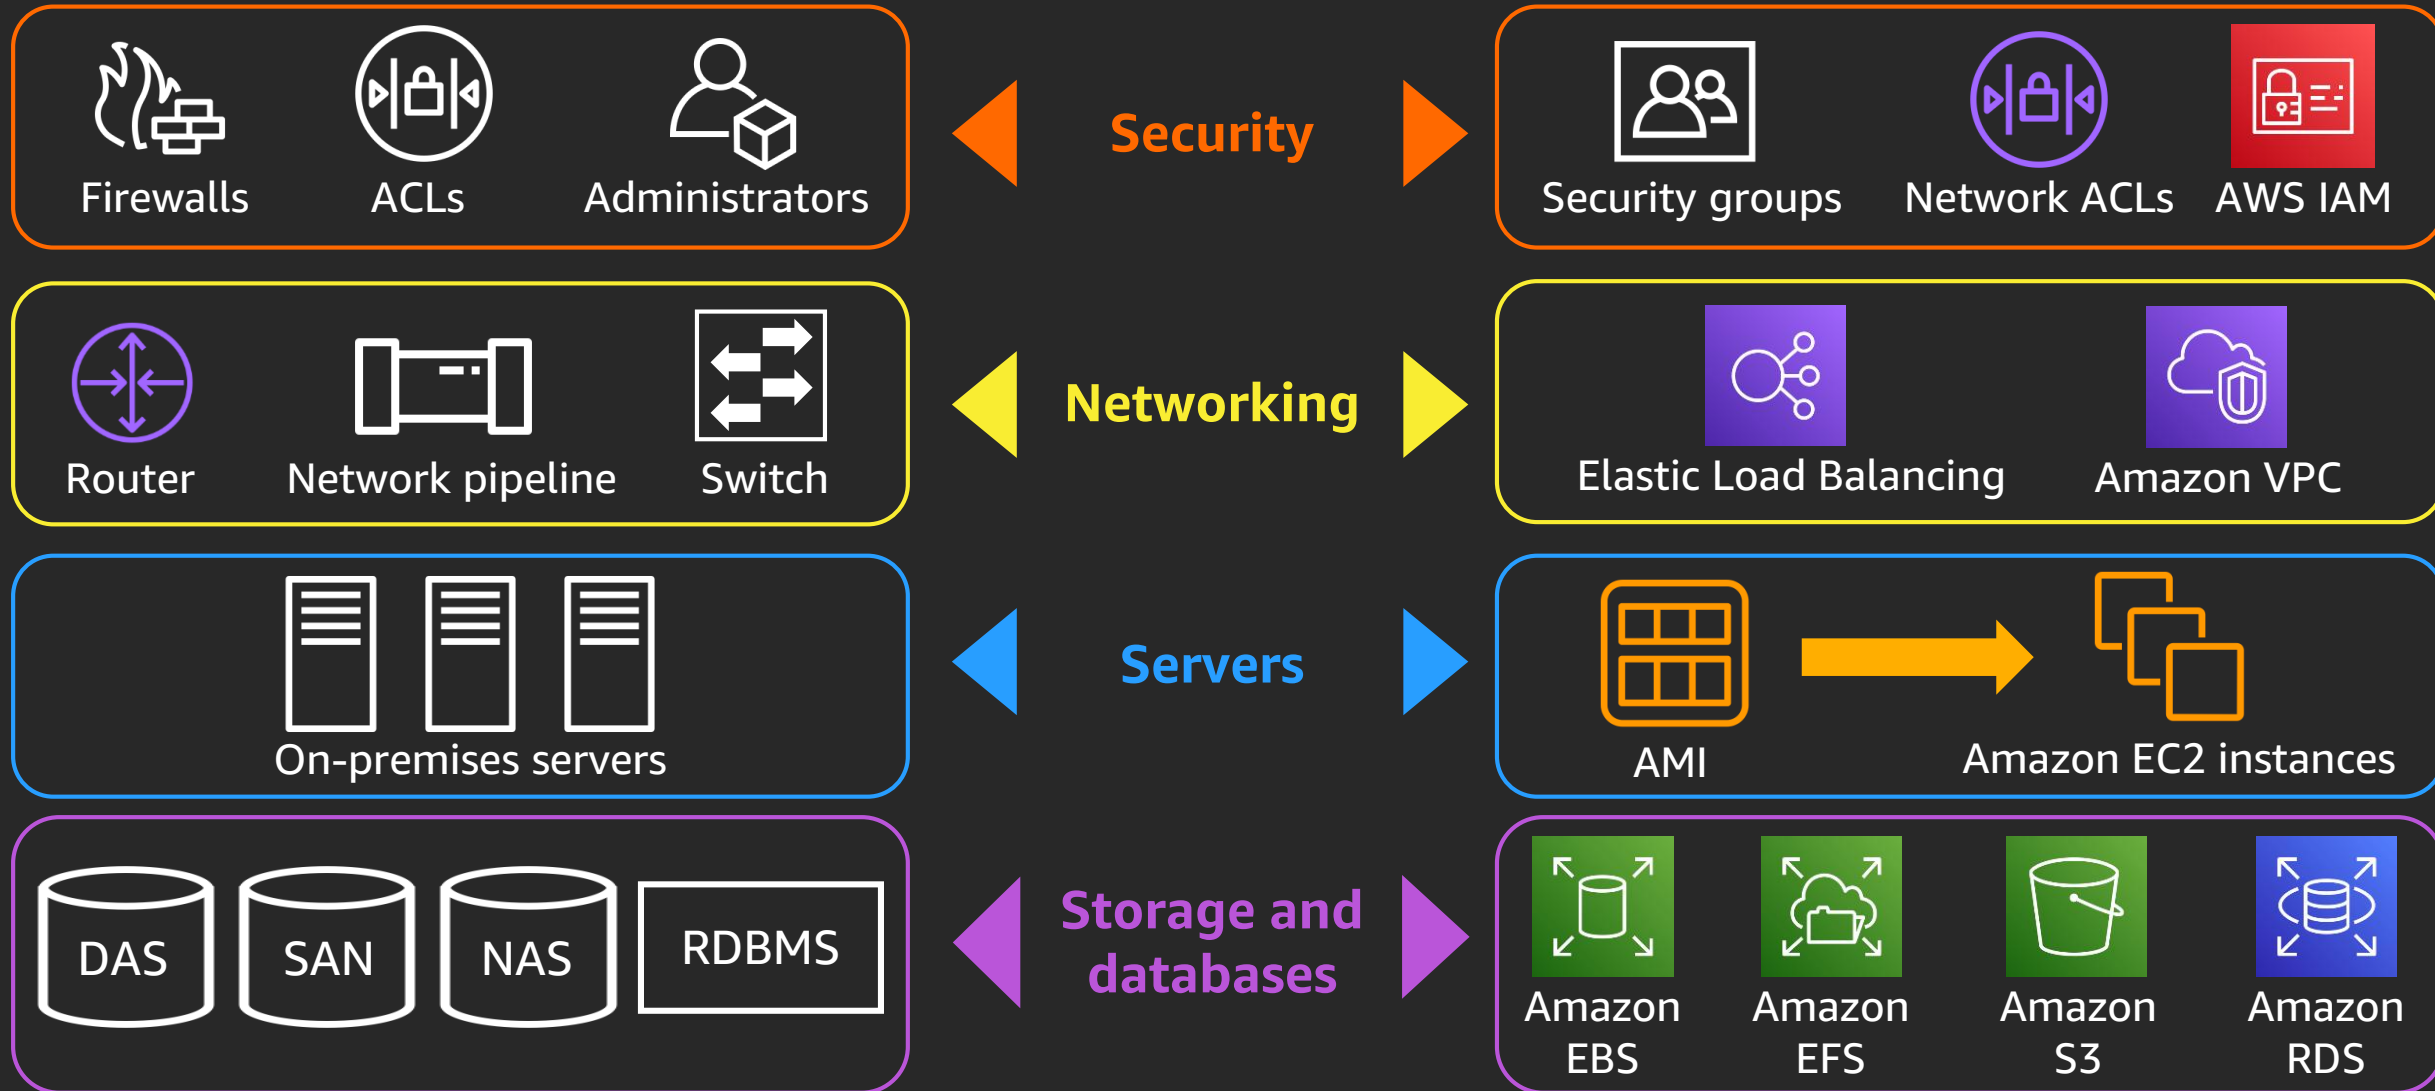 Firewalls
ACLs
Administrators
Security
Security groups
Network ACLs
AWS IAM
Router
Network pipeline
Switch
Networking
Elastic Load Balancing
Amazon VPC
On-premises servers
Servers
AMI
Amazon EC2 instances
DAS
SAN
NAS
RDBMS
Storage and
databases
Amazon
EBS
Amazon
EFS
Amazon
S3
Amazon
RDS